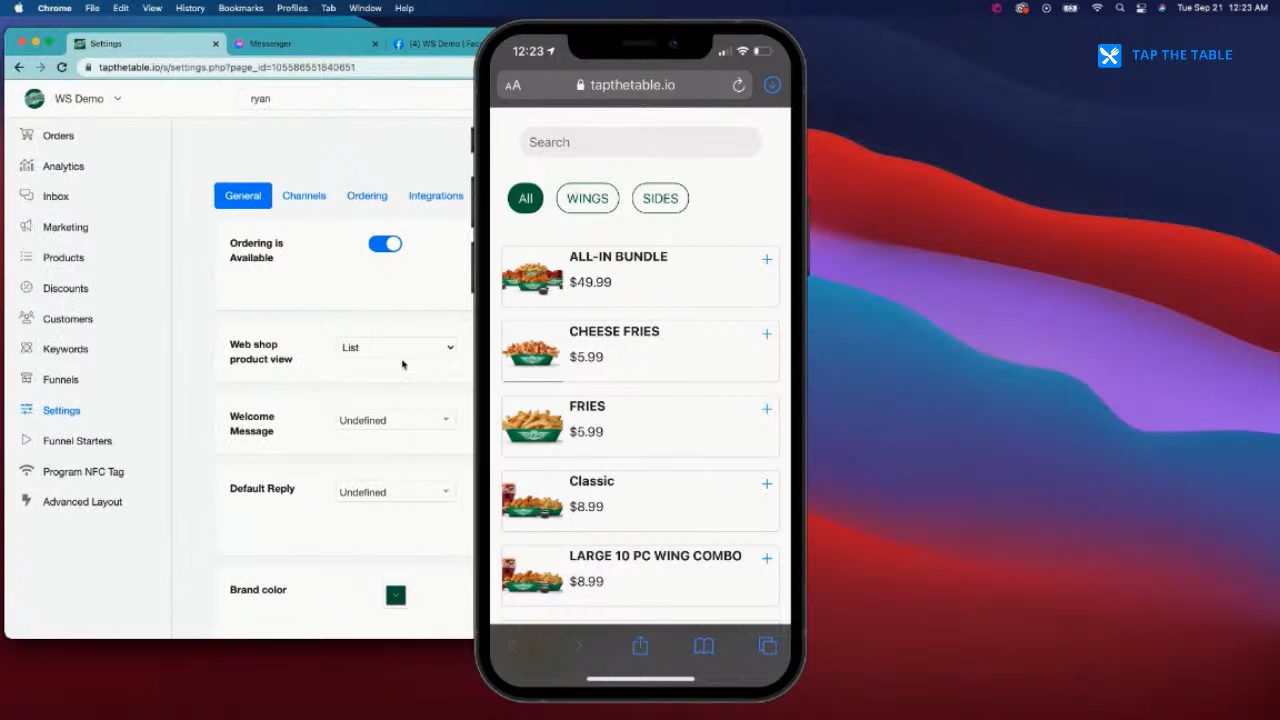 Chrome File Edit View History Bookmarks Profiles Tab Window Help
Tue Sep 21 12:23 AM
Settings
Messenger
(4) WS Demo
tapthetable.io/s/settings.php?page_id=105586551840651
WS Demo
ryan
Orders
Analytics
Inbox
Marketing
Products
Discounts
Customers
Keywords
Funnels
Settings
Funnel Starters
Program NFC Tag
Advanced Layout
General Channels Ordering Integrations
Ordering is
Available
Web shop
product view
List
Welcome
Message
Undefined
Default Reply
Undefined
Brand color
12:23
AA tapthetable.io
Search
All WINGS SIDES
ALL-IN BUNDLE
$49.99
CHEESE FRIES
$5.99
FRIES
$5.99
Classic
$8.99
LARGE 10 PC WING COMBO
$8.99
TAP THE TABLE